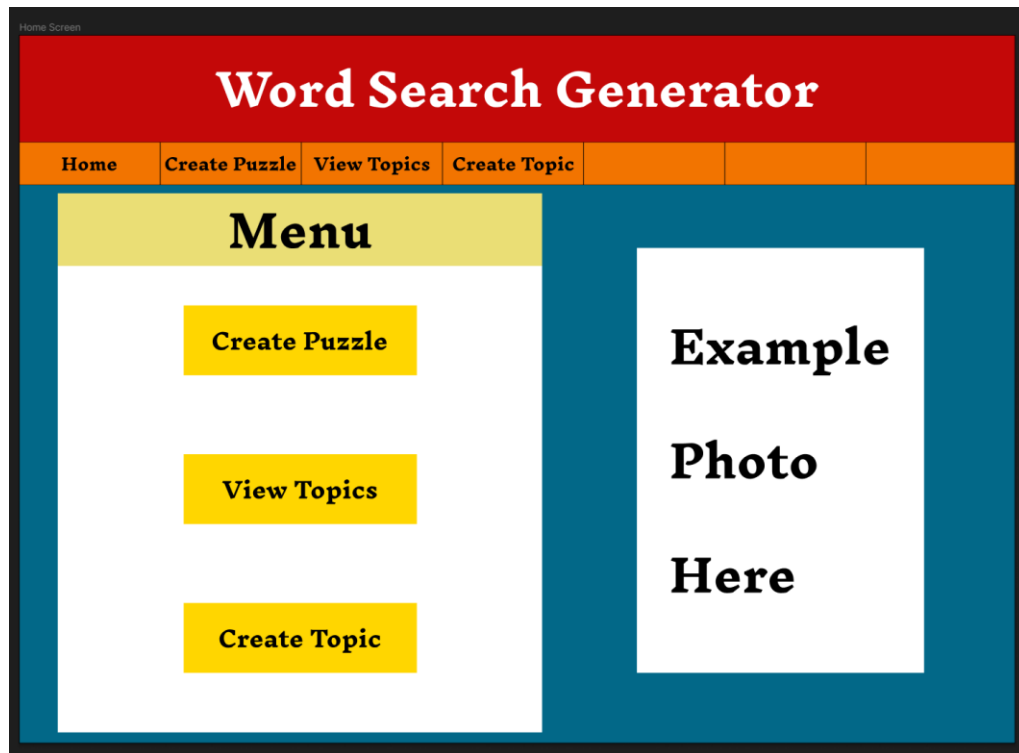 Home Screen
Word Search Generator
Home Create Puzzle View Topics Create Topic
Menu
Create Puzzle
View Topics
Create Topic
Example
Photo
Here